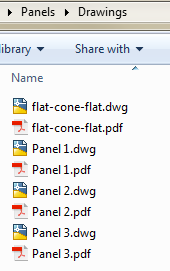 Panels ▸ Drawings
library ▾ Share with ▾
Name
flat-cone-flat.dwg
flat-cone-flat.pdf
Panel 1.dwg
Panel 1.pdf
Panel 2.dwg
Panel 2.pdf
Panel 3.dwg
Panel 3.pdf